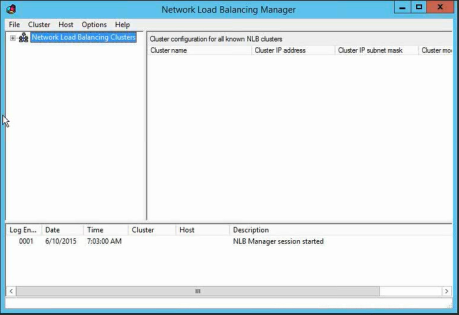 Network Load Balancing Manager
File Cluster Host Options Help
Network Load Balancing Clusters
Cluster configuration for all known NLB clusters
Cluster name Cluster IP address Cluster IP subnet mask Cluster mo
Log En... Date Time Cluster Host Description
0001 6/10/2015 7:03:00 AM NLB Manager session started